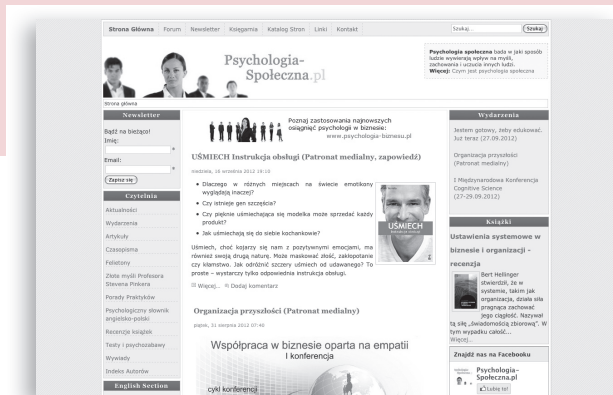 Strona Główna Forum Newsletter Księgarnia Katalog Stron Linki Kontakt
Szukaj... Szukaj
Psychologia-
Społeczna.pl
Psychologia społeczna bada w jaki sposób
ludzie wywierają wpływ na myśli,
zachowania i uczucia innych ludzi.
Więcej: Czym jest psychologia społeczna
Strona główna
Newsletter
Bądź na bieżąco!
Imię:
*
Email:
*
Zapisz się
Czytelnia
Aktualności
Wydarzenia
Artykuły
Czasopisma
Felietony
Złote myśli Profesora
Stevena Pinkera
Porady Praktyków
Psychologiczny słownik
angielsko-polski
Recenzje książek
Testy i psychozabawy
Wywiady
Indeks Autorów
English Section
Poznaj zastosowania najnowszych
osiągnięć psychologii w biznesie:
www.psychologia-biznesu.pl
UŚMIECH Instrukcja obsługi (Patronat medialny, zapowiedź)
niedziela, 16 września 2012 19:10
• Dlaczego w różnych miejscach na świecie emotikony
wyglądają inaczej?
• Czy istnieje gen szczęścia?
• Czy pięknie uśmiechająca się modelka może sprzedać każdy
produkt?
• Jak uśmiechają się do siebie kochankowie?
UŚMIECH
Uśmiech, choć kojarzy się nam z pozytywnymi emocjami, ma
również swoją drugą naturę. Może maskować złość, zakłopotanie
czy kłamstwo. Jak odróżnić szczery uśmiech od udawanego? To
proste – wystarczy tylko odpowiednia instrukcja obsługi.
Więcej... Dodaj komentarz
Organizacja przyszłości (Patronat medialny)
piątek, 31 sierpnia 2012 07:40
Współpraca w biznesie oparta na empatii
I konferencja
cykl konferencji
Wydarzenia
Jestem gotowy, żeby edukować.
Już teraz (27.09.2012)
Organizacja przyszłości
(Patronat medialny)
I Międzynarodowa Konferencja
Cognitive Science
(27-29.09.2012)
Książki
Ustawienia systemowe w
biznesie i organizacji -
recenzja
Bert Hellinger
stwierdził, że w
systemie, takim jak
organizacja, działa siła
pragnąca zachować
jego ciągłość. Nazywał
tą siłę „świadomością zbiorową". W
tym wypadku całość...
Więcej...
Znajdź nas na Facebooku
Psychologia-
Społeczna.pl
Lubię to!